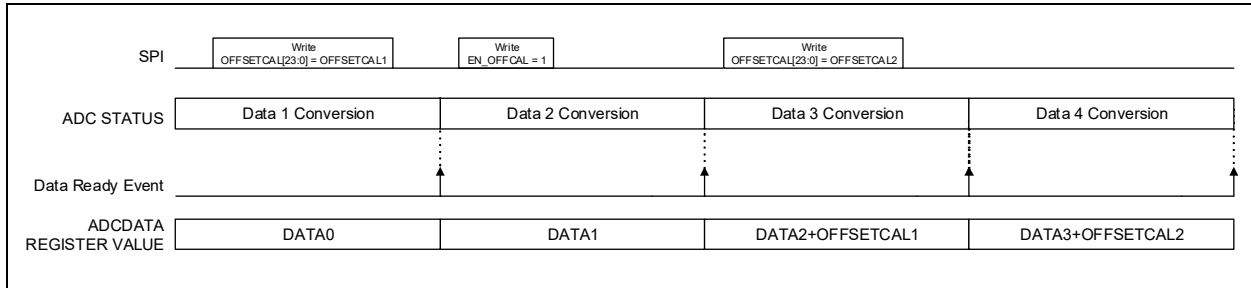 SPI
Write
OFFSETCAL[23:0] = OFFSETCAL1
Write
EN_OFFCAL = 1
Write
OFFSETCAL[23:0] = OFFSETCAL2
ADC STATUS
Data 1 Conversion
Data 2 Conversion
Data 3 Conversion
Data 4 Conversion
Data Ready Event
ADCDATA
REGISTER VALUE
DATA0
DATA1
DATA2+OFFSETCAL1
DATA3+OFFSETCAL2